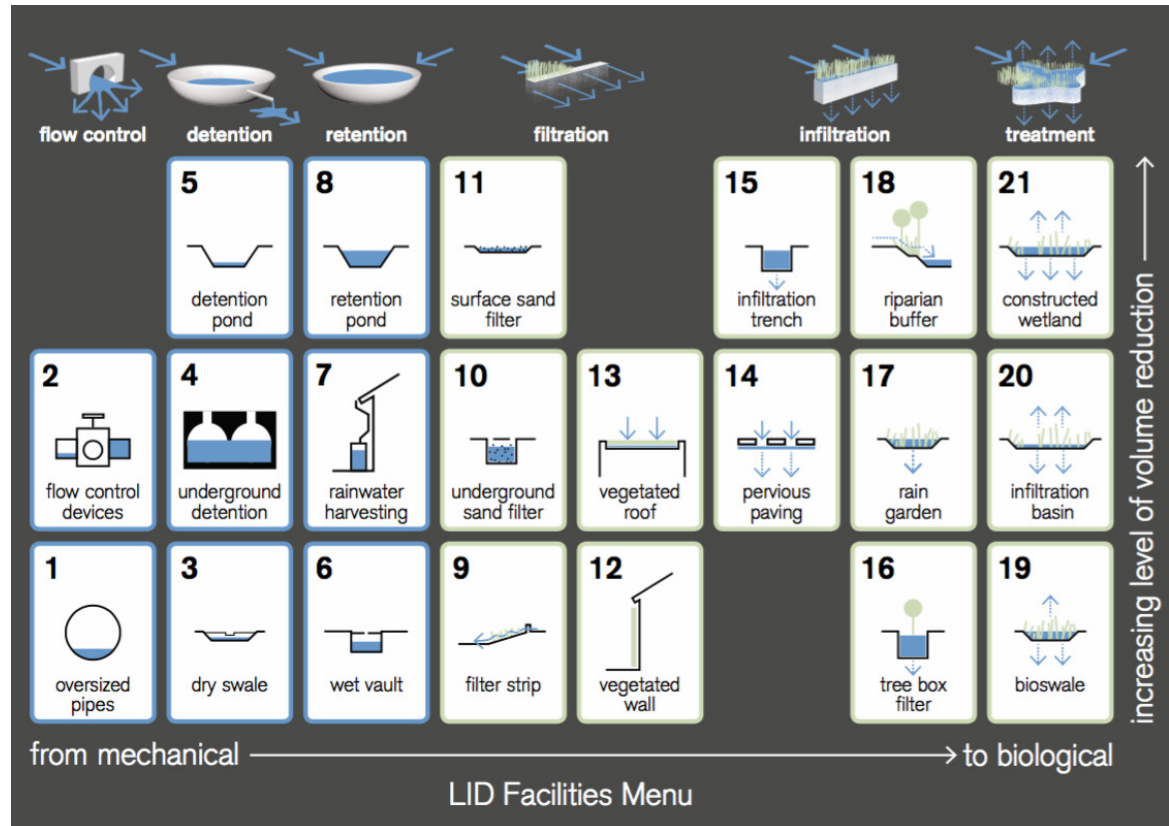 flow control
detention
retention
filtration
infiltration
treatment
5
detention
pond
8
retention
pond
11
surface sand
filter
15
infiltration
trench
18
riparian
buffer
21
constructed
wetland
2
flow control
devices
4
underground
detention
7
rainwater
harvesting
10
underground
sand filter
13
vegetated
roof
14
pervious
paving
17
rain
garden
20
infiltration
basin
1
oversized
pipes
3
dry swale
6
wet vault
9
filter strip
12
vegetated
wall
16
tree box
filter
19
bioswale
increasing level of volume reduction
from mechanical
to biological
LID Facilities Menu